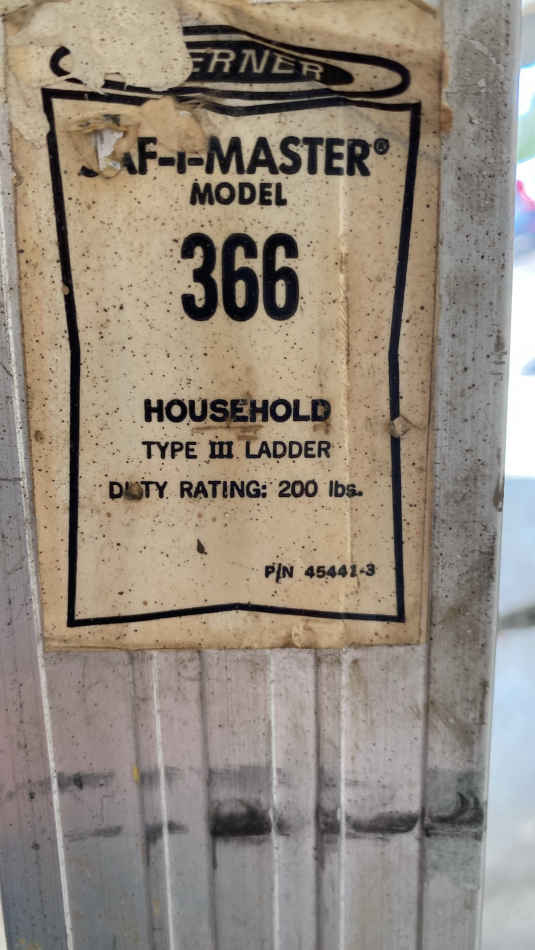 ERNER
AF-T-MASTER®
MODEL
366
HOUSEHOLD
TYPE III LADDER
DUTY RATING: 200 lbs.
P/N 45441-3